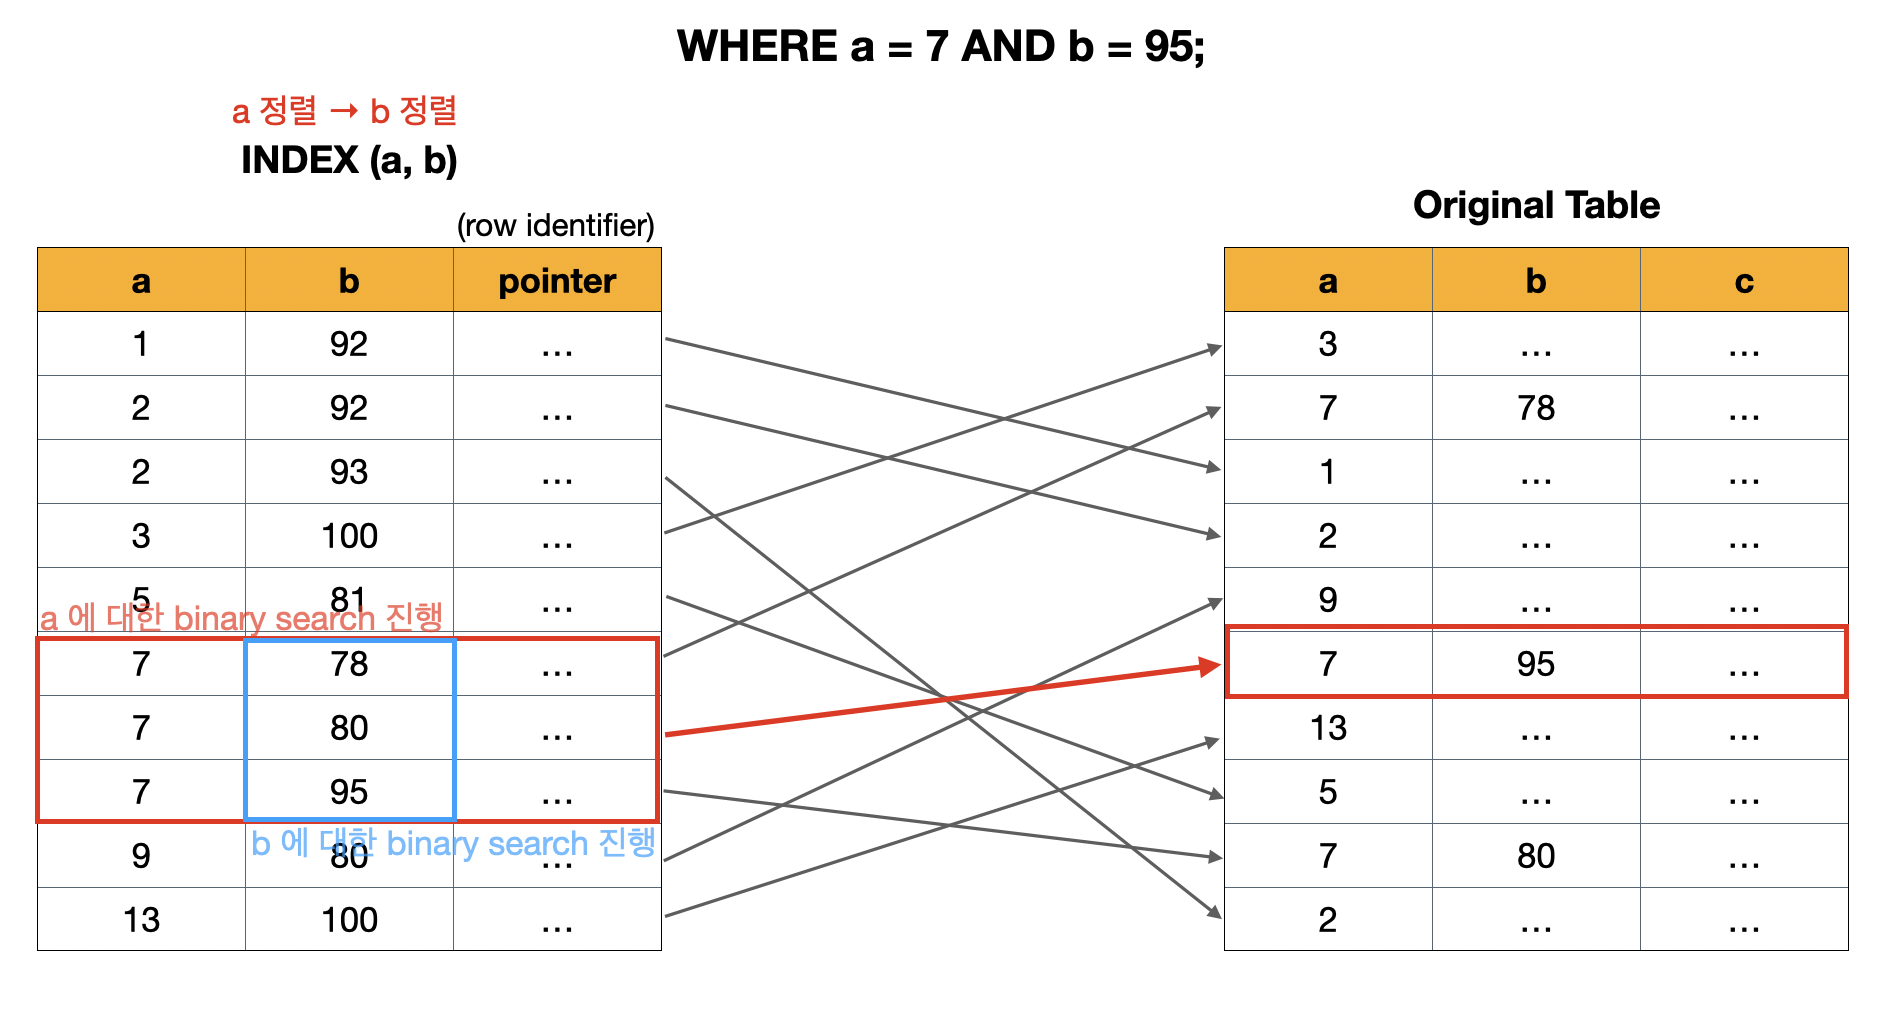 WHERE a = 7 AND b = 95;
a 정렬 → b 정렬
INDEX (a, b)
(row identifier)
a b pointer
1 92 ...
2 92 ...
2 93 ...
3 100 ...
5 81 ...
a 에 대한 binary search 진행
7 78 ...
7 80 ...
7 95 ...
b 에 대한 binary search 진행
9 80 ...
13 100 ...
Original Table
a b c
3 ... ...
7 78 ...
1 ... ...
2 ... ...
9 ... ...
7 95 ...
13 ... ...
5 ... ...
7 80 ...
2 ... ...